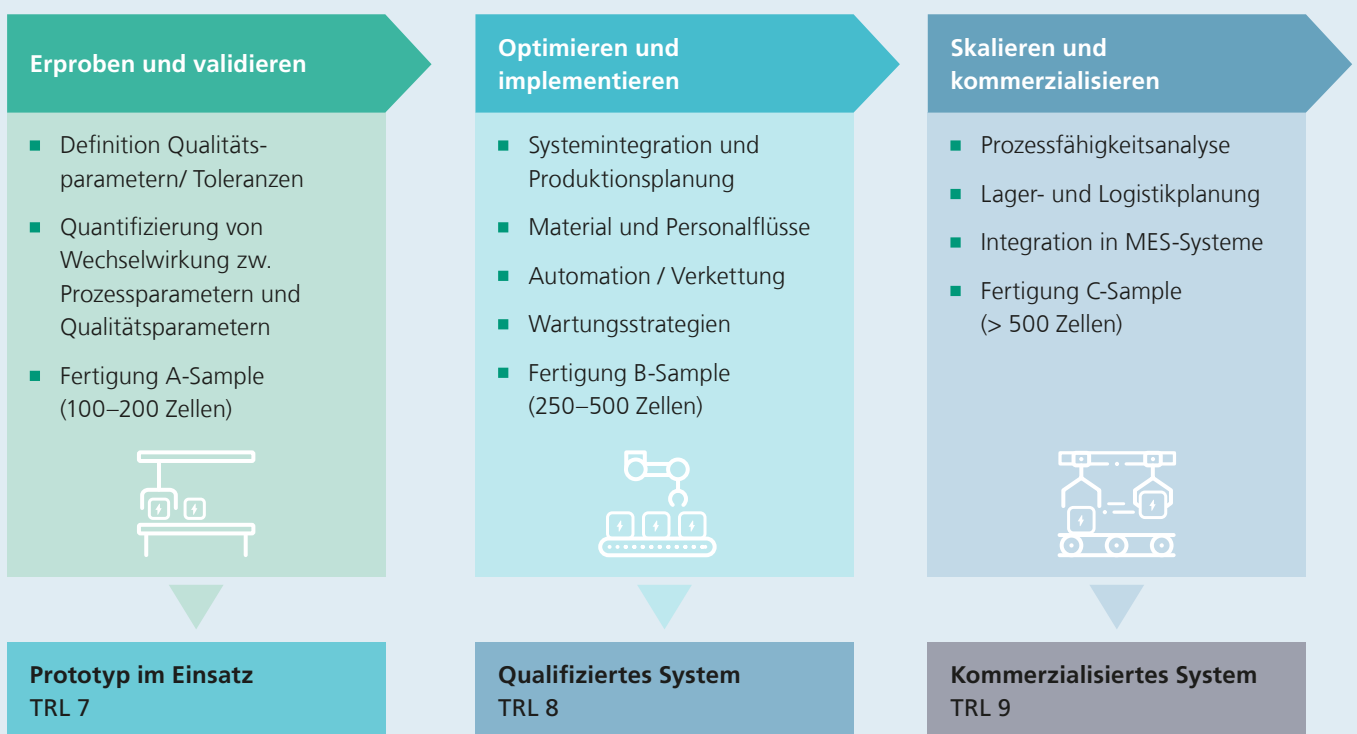 Erproben und validieren
Definition Qualitäts-
parametern/ Toleranzen
Quantifizierung von
Wechselwirkung zw.
Prozessparametern und
Qualitätsparametern
Fertigung A-Sample
(100–200 Zellen)
Prototyp im Einsatz
TRL 7
Optimieren und
implementieren
Systemintegration und
Produktionsplanung
Material und Personalflüsse
Automation / Verkettung
Wartungsstrategien
Fertigung B-Sample
(250–500 Zellen)
Qualifiziertes System
TRL 8
Skalieren und
kommerzialisieren
Prozessfähigkeitsanalyse
Lager- und Logistikplanung
Integration in MES-Systeme
Fertigung C-Sample
(> 500 Zellen)
Kommerzialisiertes System
TRL 9